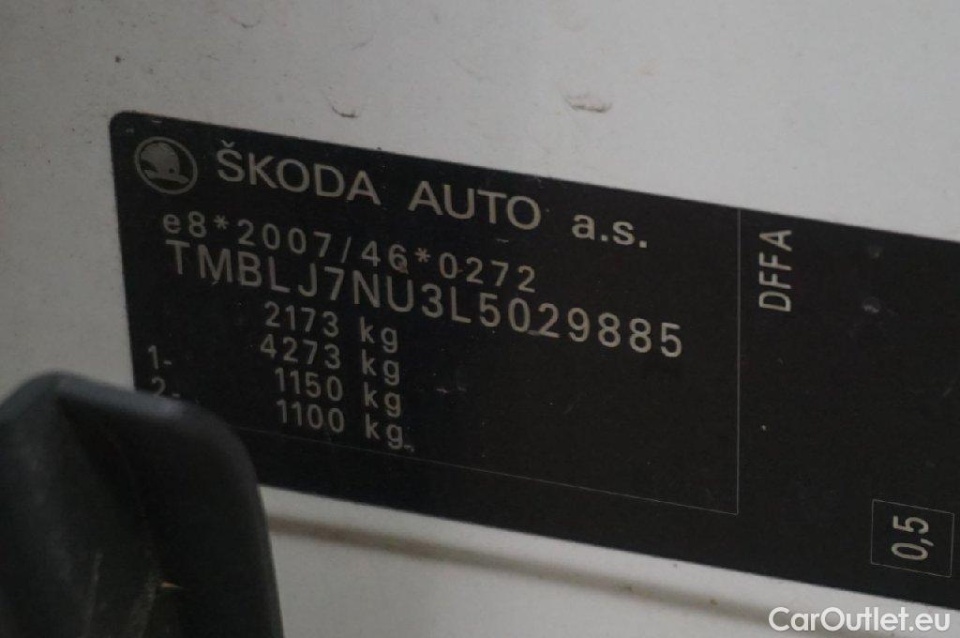 ŠKODA AUTO a.s.
e8*2007/46*0272
TMBLJ7NU3L5029885
2173 kg
4273 kg
1- 1150 kg
2- 1100 kg
DFFA
0,5
CarOutlet.eu